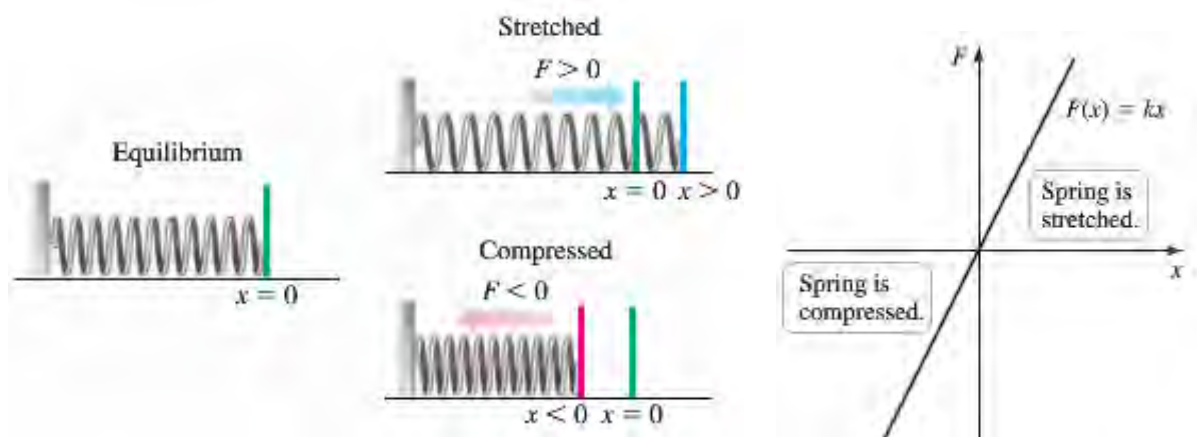 Equilibrium
x = 0
Stretched
F > 0
x = 0 x > 0
Compressed
F < 0
x < 0 x = 0
F
F(x) = kx
Spring is
stretched.
x
Spring is
compressed.